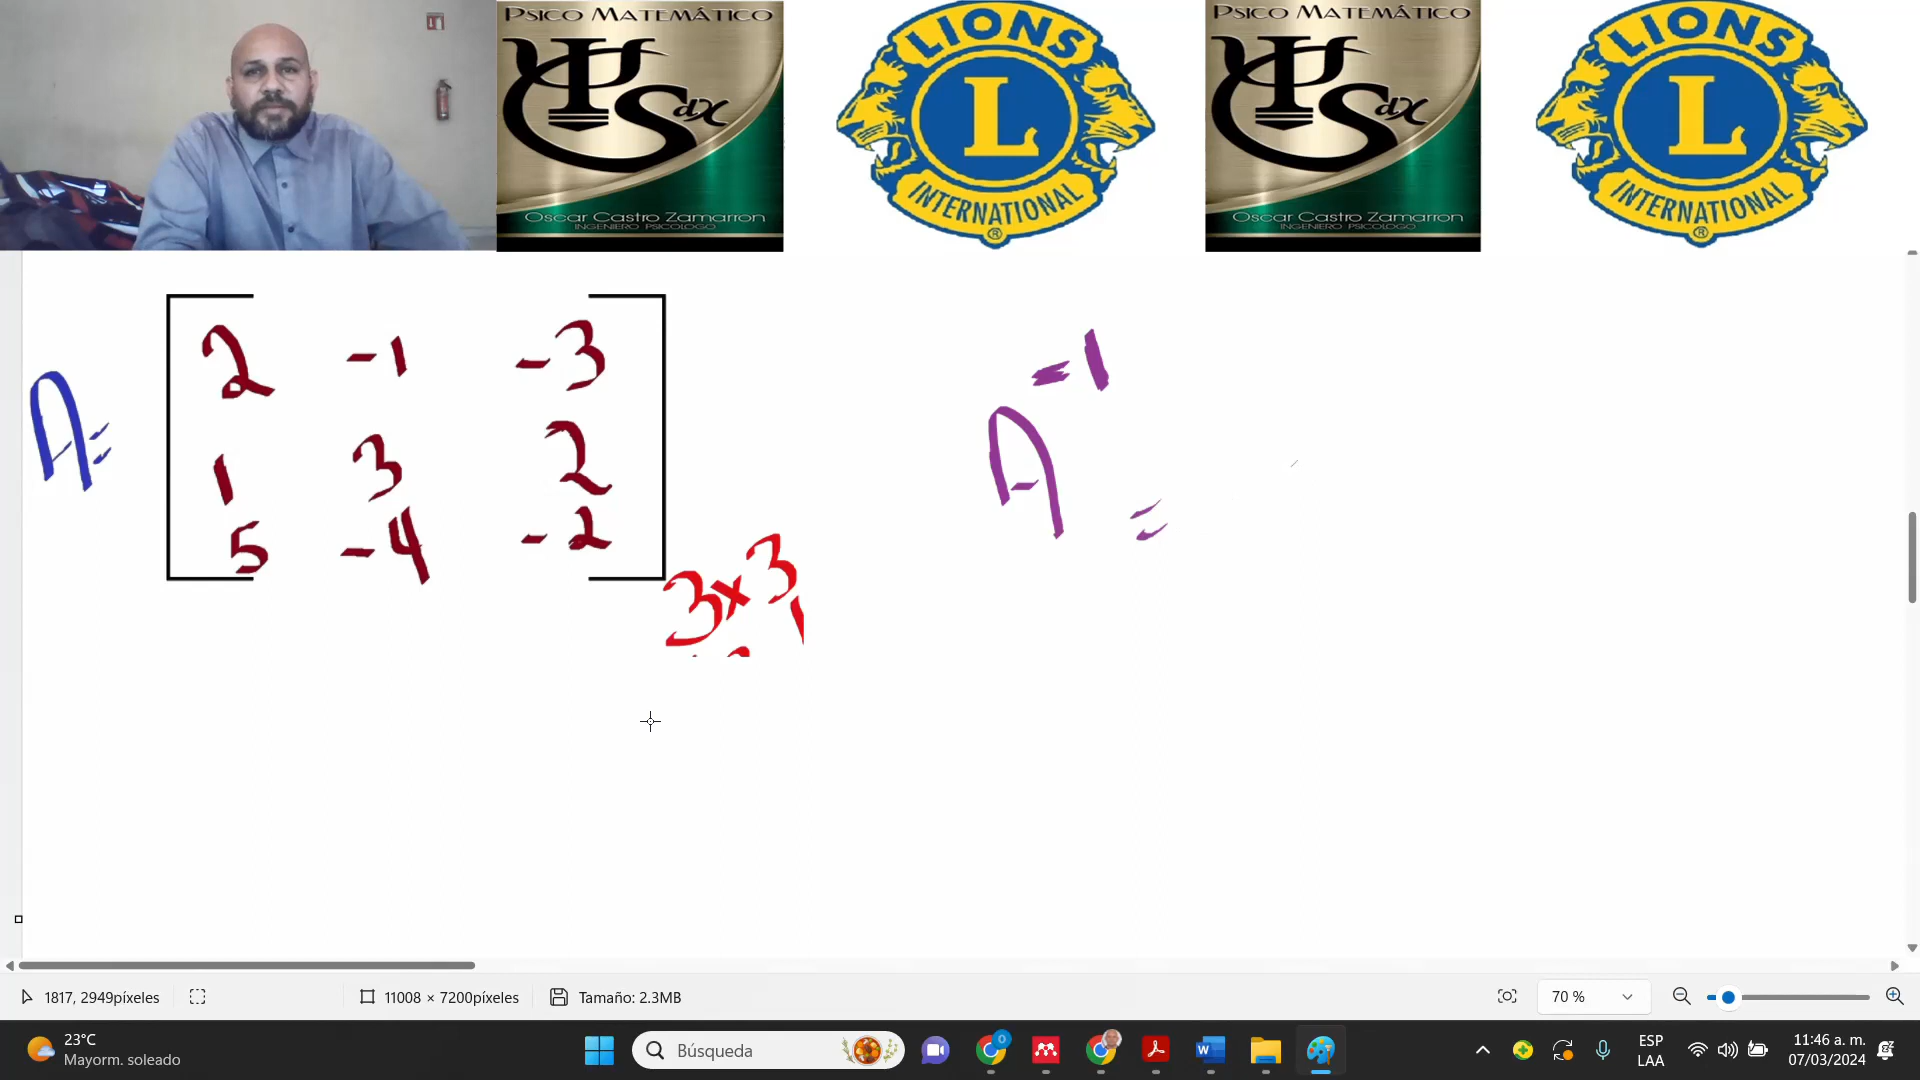 PSICO MATEMÁTICO
dx
Oscar Castro Zamarron
INGENIERO PSICOLOGO
LIONS
L
INTERNATIONAL
®
PSICO MATEMÁTICO
dx
Oscar Castro Zamarron
INGENIERO PSICOLOGO
LIONS
L
INTERNATIONAL
®
A=
2 -1 -3
1 3 2
5 -4 -2
3x3
A -1 =
1817, 2949píxeles
11008 × 7200píxeles
Tamaño: 2.3MB
70 %
23°C
Mayorm. soleado
Búsqueda
ESP
LAA
11:46 a. m.
07/03/2024